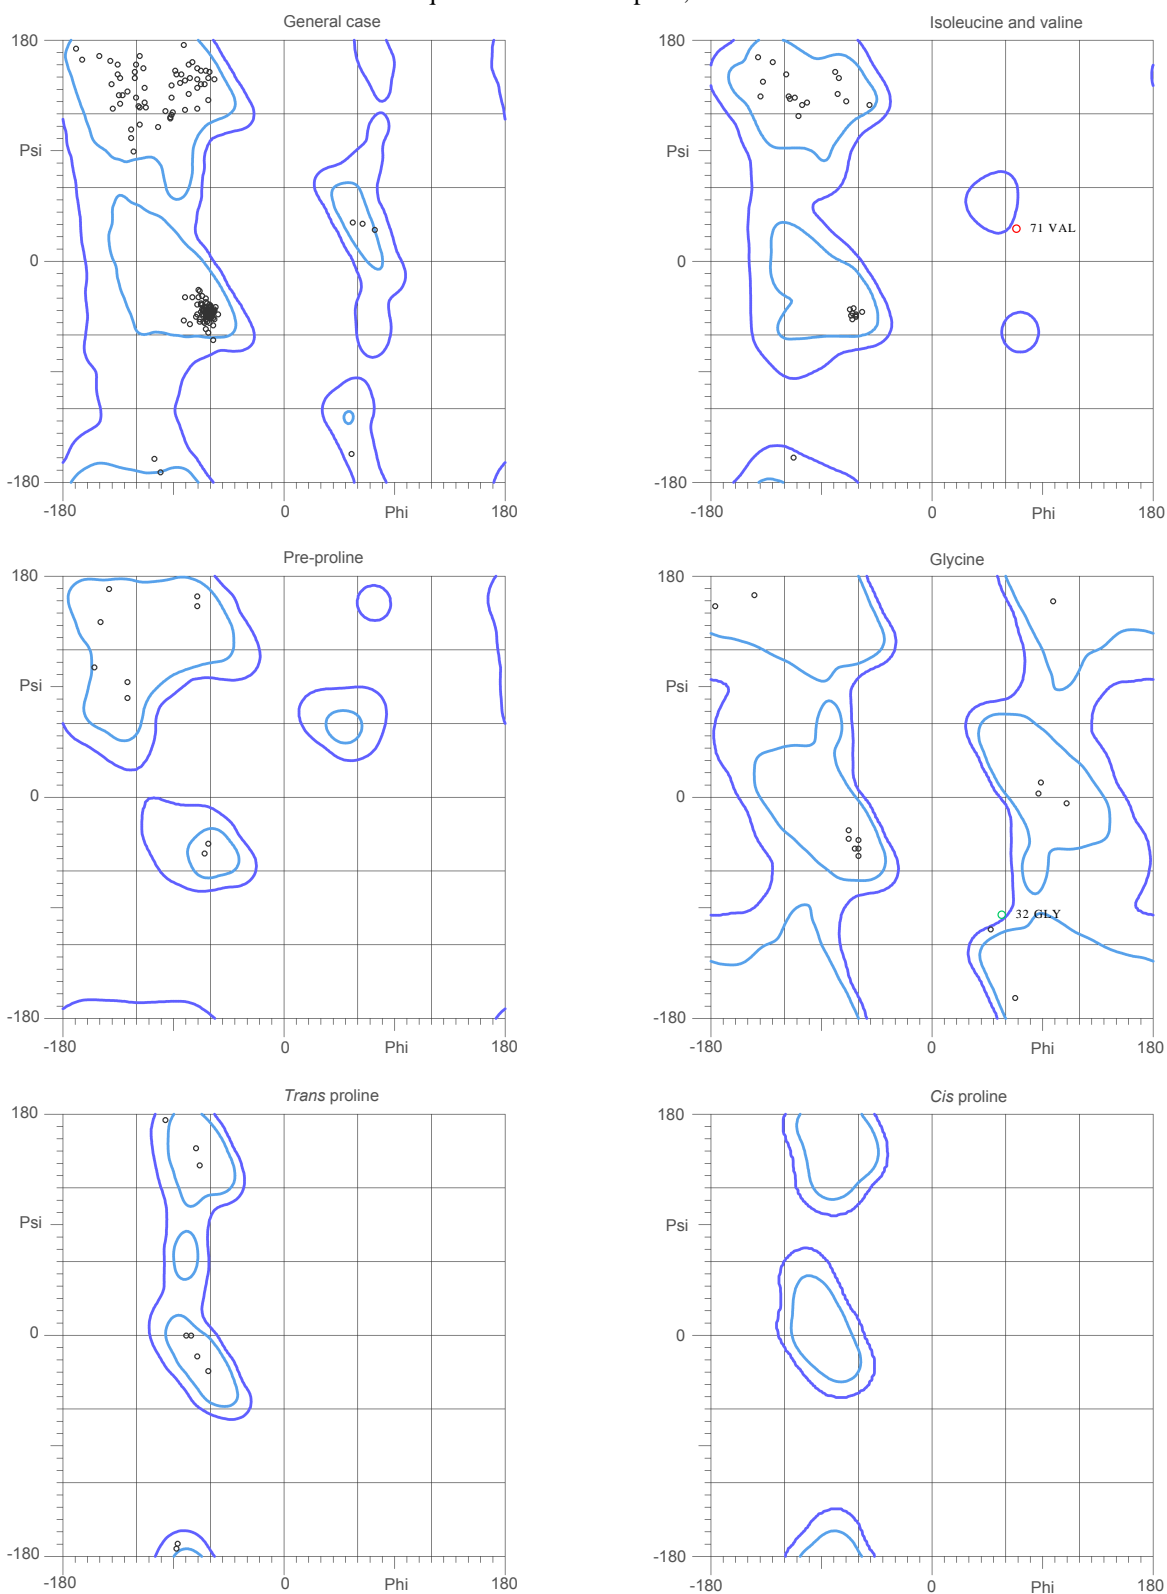 General case
Isoleucine and valine
180
Psi
0
-180
-180
0
Phi
180
180
Psi
0
-180
-180
0
Phi
180
71 VAL
Pre-proline
Glycine
180
Psi
0
-180
-180
0
Phi
180
180
Psi
0
-180
-180
0
Phi
180
32 GLY
Trans proline
Cis proline
180
Psi
0
-180
-180
0
Phi
180
180
Psi
0
-180
-180
0
Phi
180